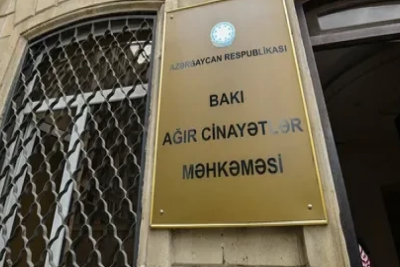 AZƏRBAYCAN RESPUBLİKASI
BAKI
AĞIR CİNAYƏTLƏR
MƏHKƏMƏSİ